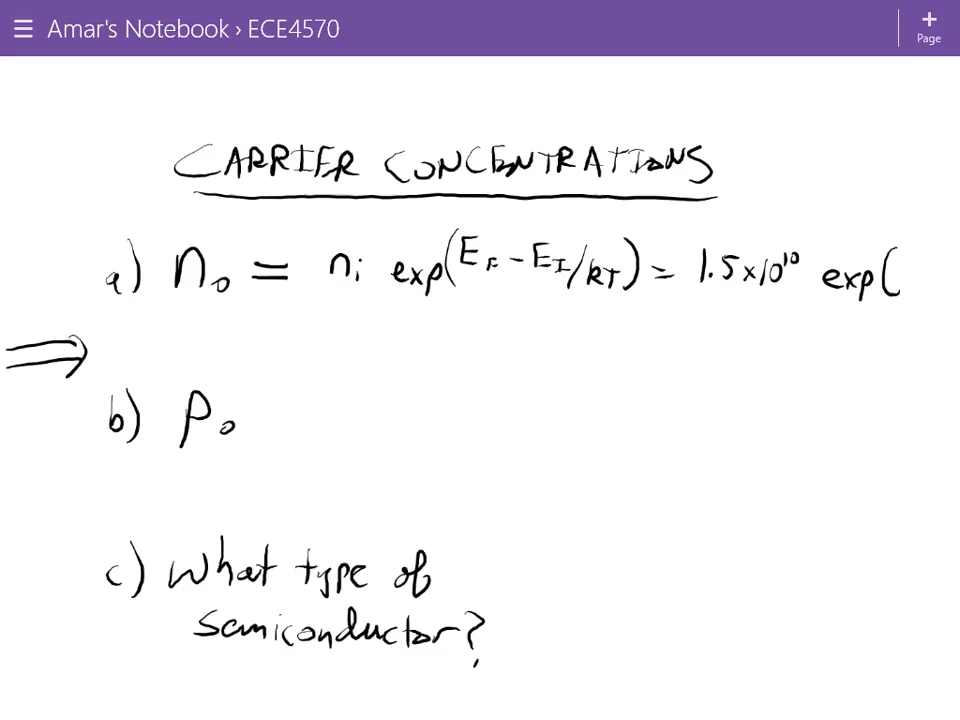 ☰ Amar's Notebook › ECE4570
+ Page
CARRIER CONCENTRATIONS
a) n₀ = nᵢ exp(E_F - E_I/kT) = 1.5×10¹⁰ exp(
⇒
b) p₀
c) What type of
semiconductor?